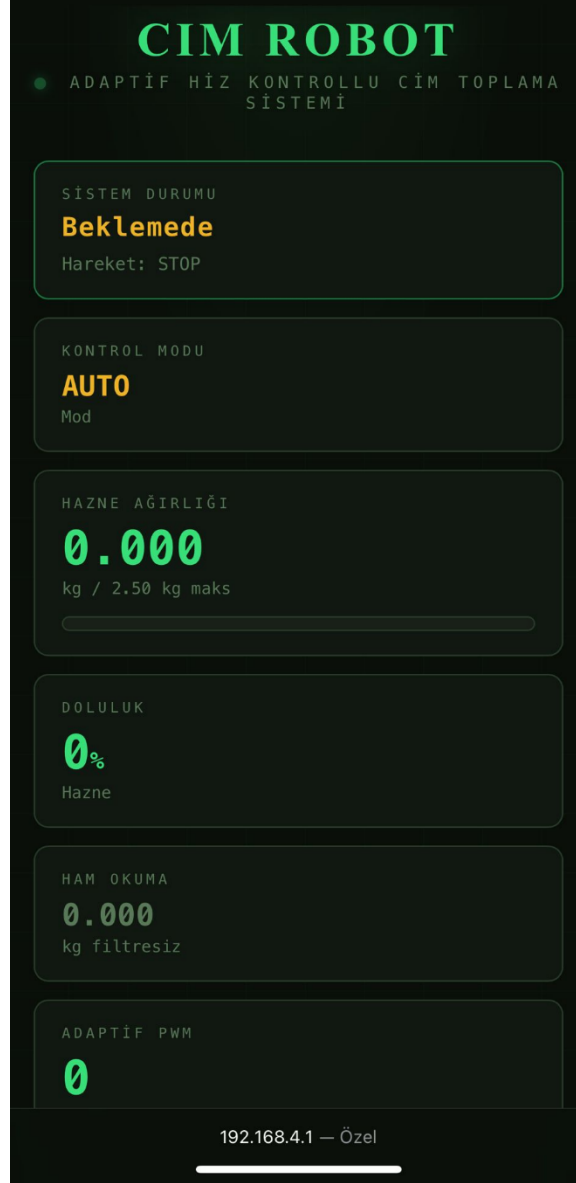 CIM ROBOT
ADAPTİF HİZ KONTROLLU CİM TOPLAMA
SİSTEMİ
SİSTEM DURUMU
Beklemede
Hareket: STOP
KONTROL MODU
AUTO
Mod
HAZNE AĞIRLIĞI
0.000
kg / 2.50 kg maks
DOLULUK
0%
Hazne
HAM OKUMA
0.000
kg filtresiz
ADAPTİF PWM
0
192.168.4.1 — Özel